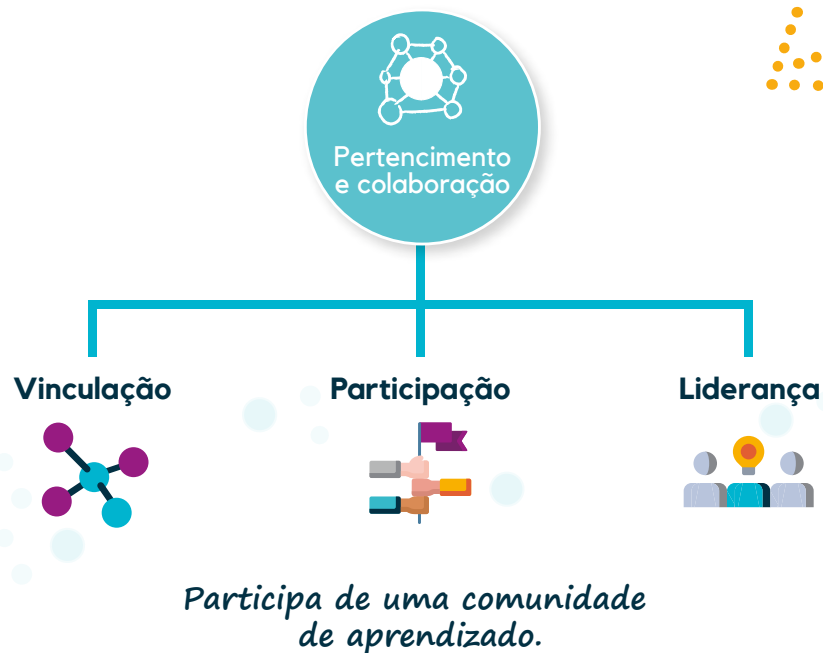 Pertencimento
e colaboração
Vinculação
Participação
Liderança
Participa de uma comunidade
de aprendizado.